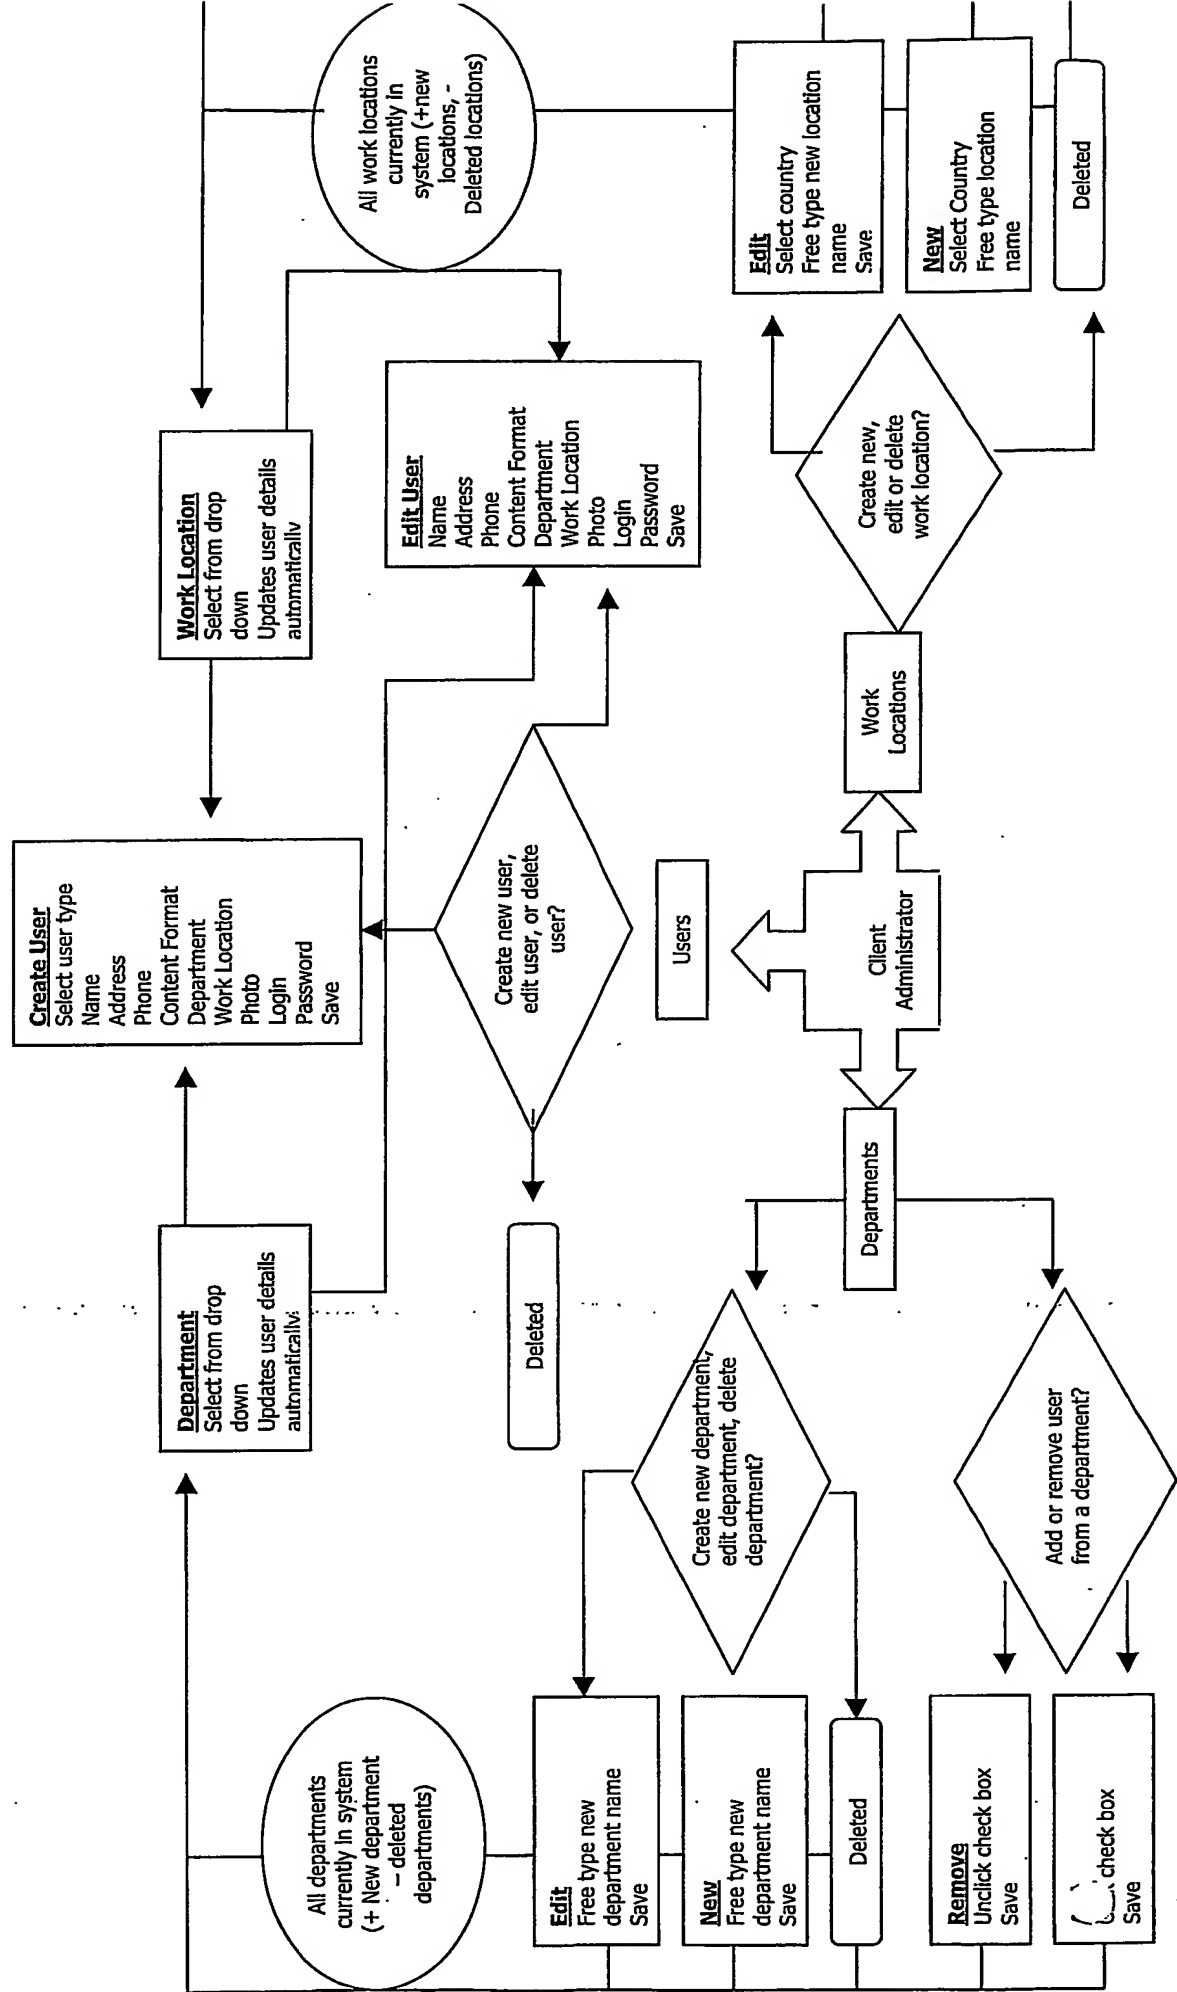 Create User
Select user type
Name
Address
Phone
Content Format
Department
Work Location
Photo
Login
Password
Save
Department
Select from drop
down
Updates user details
automatically
Work Location
Select from drop
down
Updates user details
automatically
All departments
currently in system
(+ New department
– deleted
departments)
Deleted
Create new user,
edit user, or delete
user?
Edit User
Name
Address
Phone
Content Format
Department
Work Location
Photo
Login
Password
Save
All work locations
currently in
system (+new
locations, -
Deleted locations)
Edit
Free type new
department name
Save
New
Free type new
department name
Save
Deleted
Create new department,
edit department, delete
department?
Users
Departments
Client
Administrator
Work
Locations
Create new,
edit or delete
work location?
Edit
Select country
Free type new location
name
Save
New
Select Country
Free type location
name
Deleted
Remove
Unclick check box
Save
check box
Save
Add or remove user
from a department?